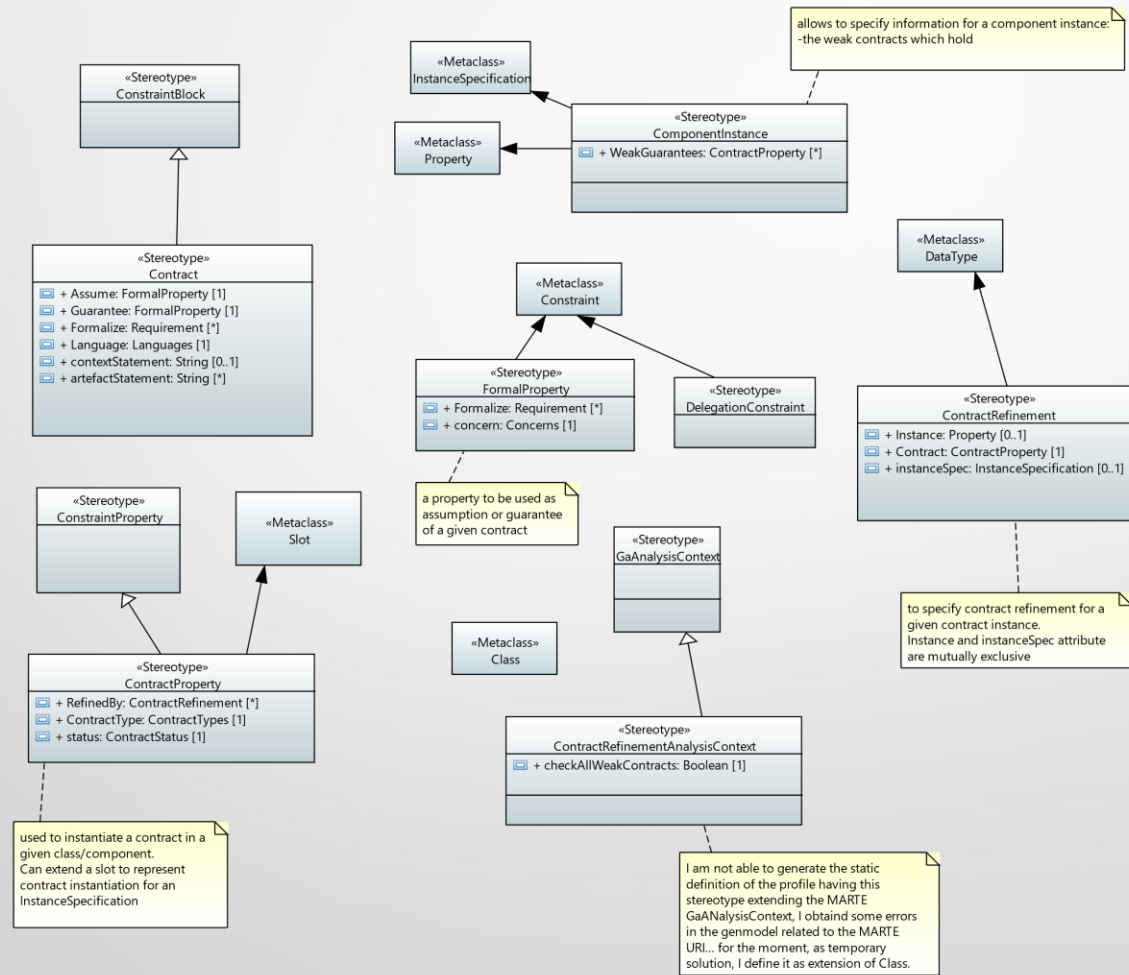 allows to specify information for a component instance:
-the weak contracts which hold
«Metaclass»
InstanceSpecification
«Stereotype»
ConstraintBlock
«Stereotype»
ComponentInstance
+ WeakGuarantees: ContractProperty [*]
«Metaclass»
Property
«Metaclass»
DataType
«Stereotype»
Contract
+ Assume: FormalProperty [1]
+ Guarantee: FormalProperty [1]
+ Formalize: Requirement [*]
+ Language: Languages [1]
+ contextStatement: String [0..1]
+ artefactStatement: String [*]
«Metaclass»
Constraint
«Stereotype»
FormalProperty
+ Formalize: Requirement [*]
+ concern: Concerns [1]
«Stereotype»
DelegationConstraint
«Stereotype»
ContractRefinement
+ Instance: Property [0..1]
+ Contract: ContractProperty [1]
+ instanceSpec: InstanceSpecification [0..1]
a property to be used as
assumption or guarantee
of a given contract
«Stereotype»
ConstraintProperty
«Metaclass»
Slot
«Stereotype»
GaAnalysisContext
to specify contract refinement for a
given contract instance.
Instance and instanceSpec attribute
are mutually exclusive
«Metaclass»
Class
«Stereotype»
ContractProperty
+ RefinedBy: ContractRefinement [*]
+ ContractType: ContractTypes [1]
+ status: ContractStatus [1]
«Stereotype»
ContractRefinementAnalysisContext
+ checkAllWeakContracts: Boolean [1]
used to instantiate a contract in a
given class/component.
Can extend a slot to represent
contract instantiation for an
InstanceSpecification
I am not able to generate the static
definition of the profile having this
stereotype extending the MARTE
GaANalysisContext, I obtaind some errors
in the genmodel related to the MARTE
URI... for the moment, as temporary
solution, I define it as extension of Class.